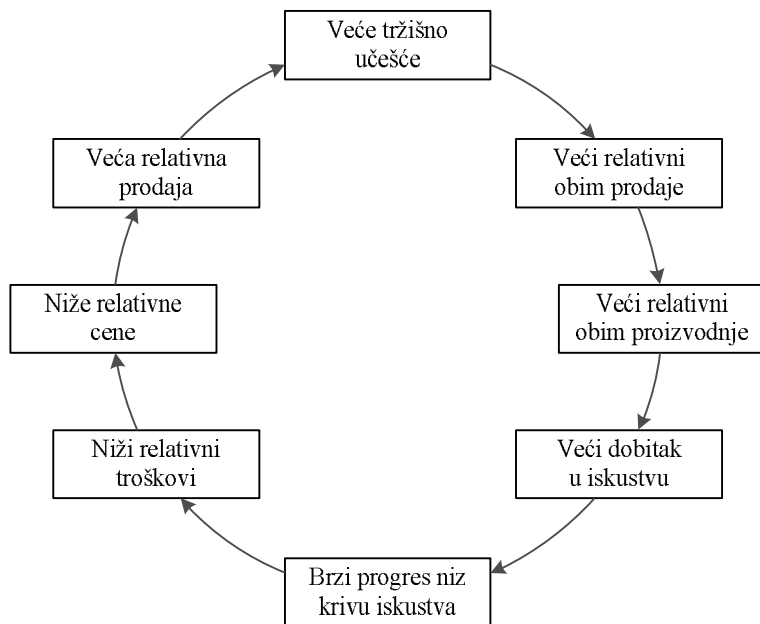 Veće tržišno
učešće
Veći relativni
obim prodaje
Veći relativni
obim proizvodnje
Veći dobitak
u iskustvu
Brzi progres niz
krivu iskustva
Niži relativni
troškovi
Niže relativne
cene
Veća relativna
prodaja